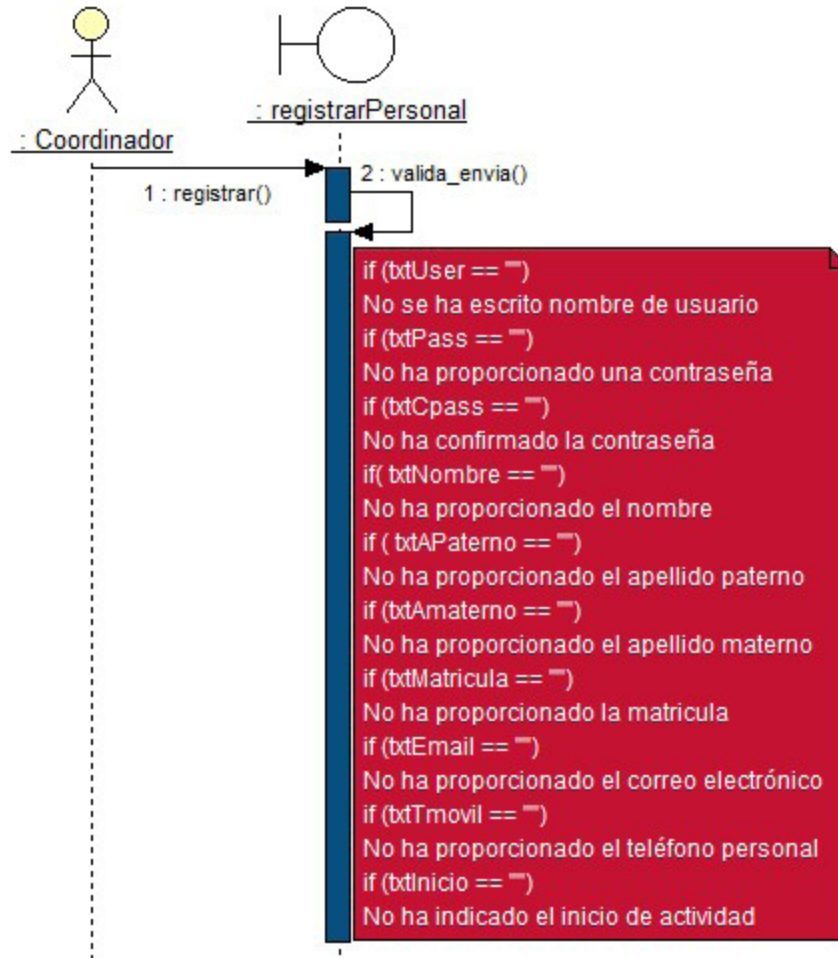 : registrarPersonal
: Coordinador
1 : registrar()
2 : valida_envia()
if (txtUser == "")
No se ha escrito nombre de usuario
if (txtPass == "")
No ha proporcionado una contraseña
if (txtCpass == "")
No ha confirmado la contraseña
if( txtNombre == "")
No ha proporcionado el nombre
if ( txtAPaterno == "")
No ha proporcionado el apellido paterno
if (txtAmaterno == "")
No ha proporcionado el apellido materno
if (txtMatricula == "")
No ha proporcionado la matricula
if (txtEmail == "")
No ha proporcionado el correo electrónico
if (txtTmovil == "")
No ha proporcionado el teléfono personal
if (txtInicio == "")
No ha indicado el inicio de actividad